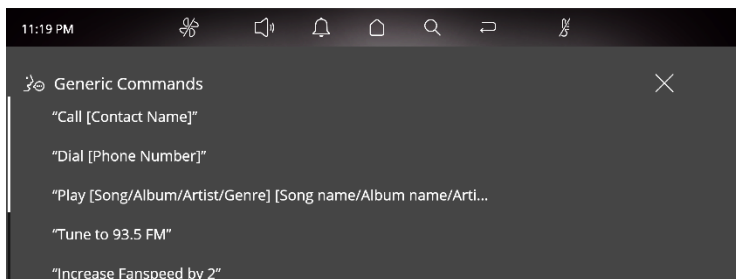 11:19 PM
Generic Commands
“Call [Contact Name]”
“Dial [Phone Number]”
“Play [Song/Album/Artist/Genre] [Song name/Album name/Arti...
“Tune to 93.5 FM”
“Increase Fanspeed by 2“